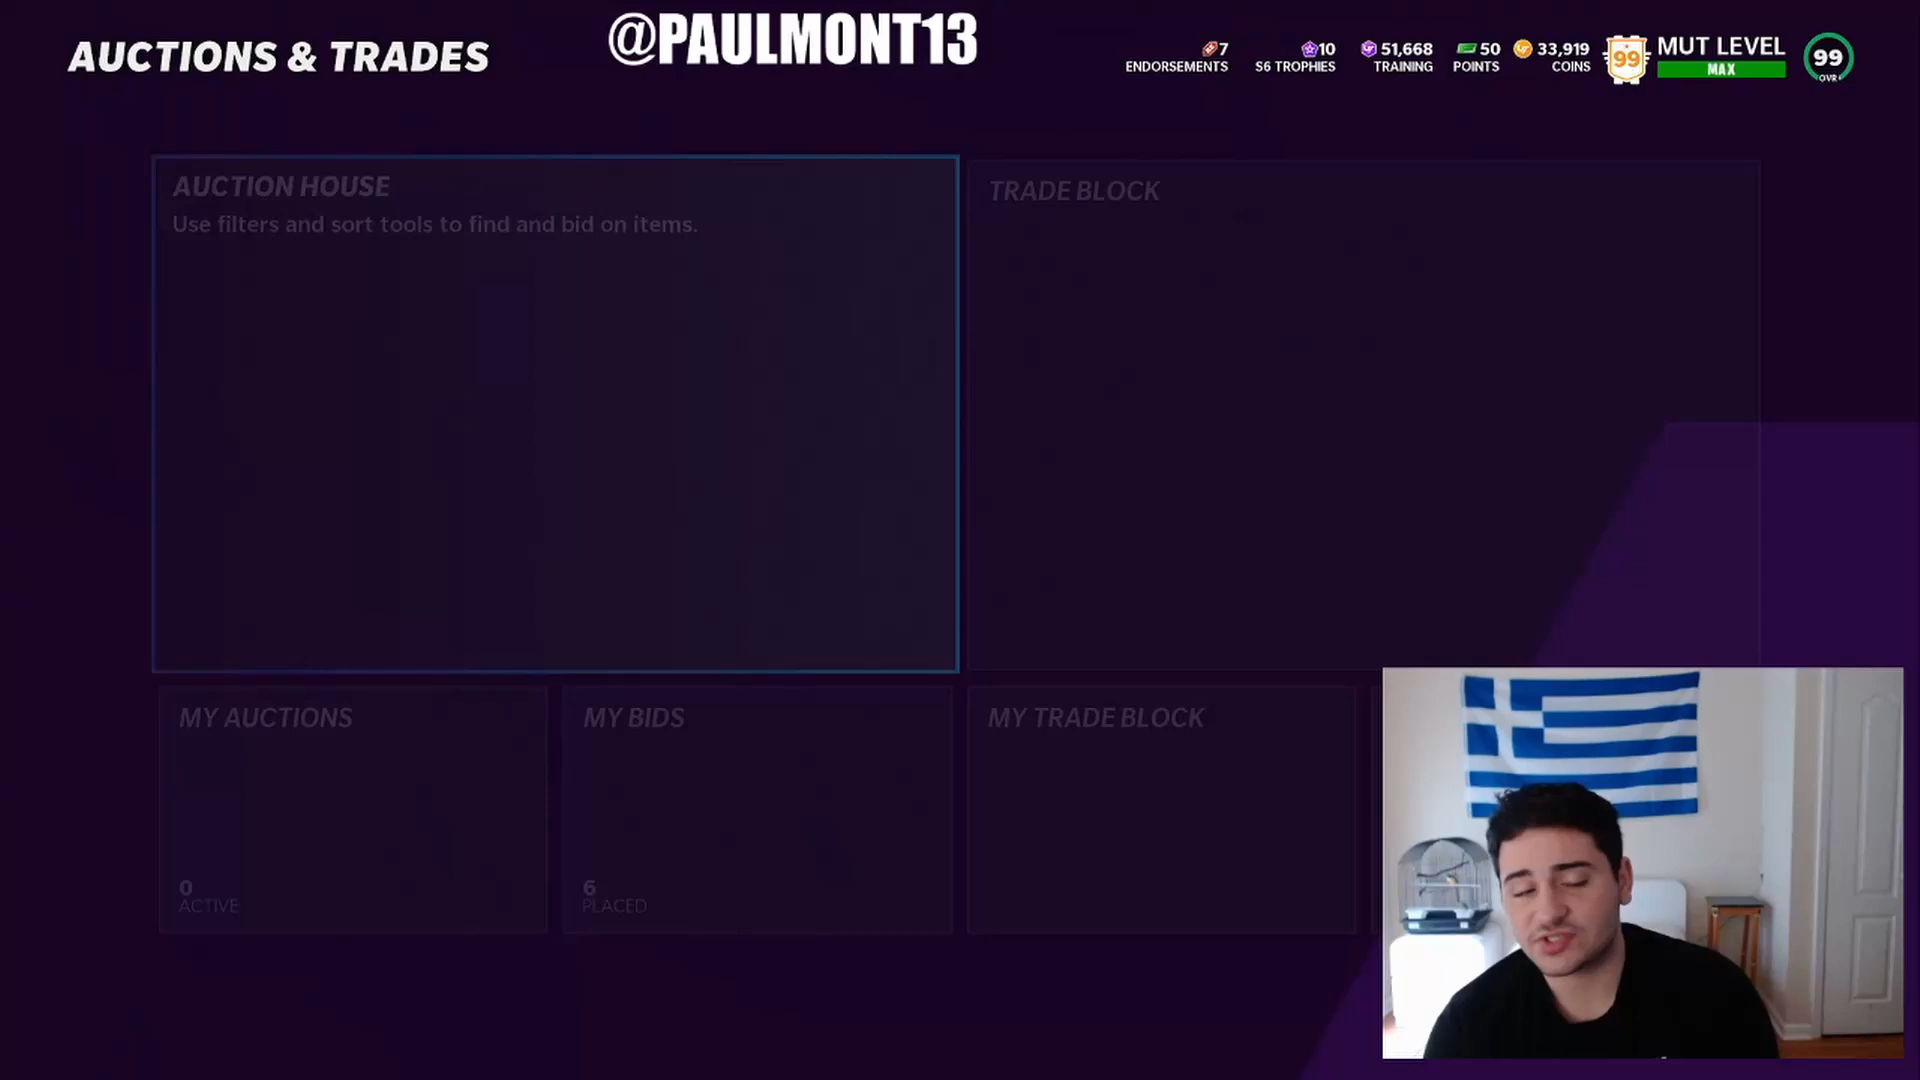 AUCTIONS & TRADES
@PAULMONT13
7
ENDORSEMENTS
10
S6 TROPHIES
51,668
TRAINING
50
POINTS
33,919
COINS
99
MUT LEVEL
MAX
99
OVR
AUCTION HOUSE
Use filters and sort tools to find and bid on items.
TRADE BLOCK
MY AUCTIONS
0
ACTIVE
MY BIDS
6
PLACED
MY TRADE BLOCK